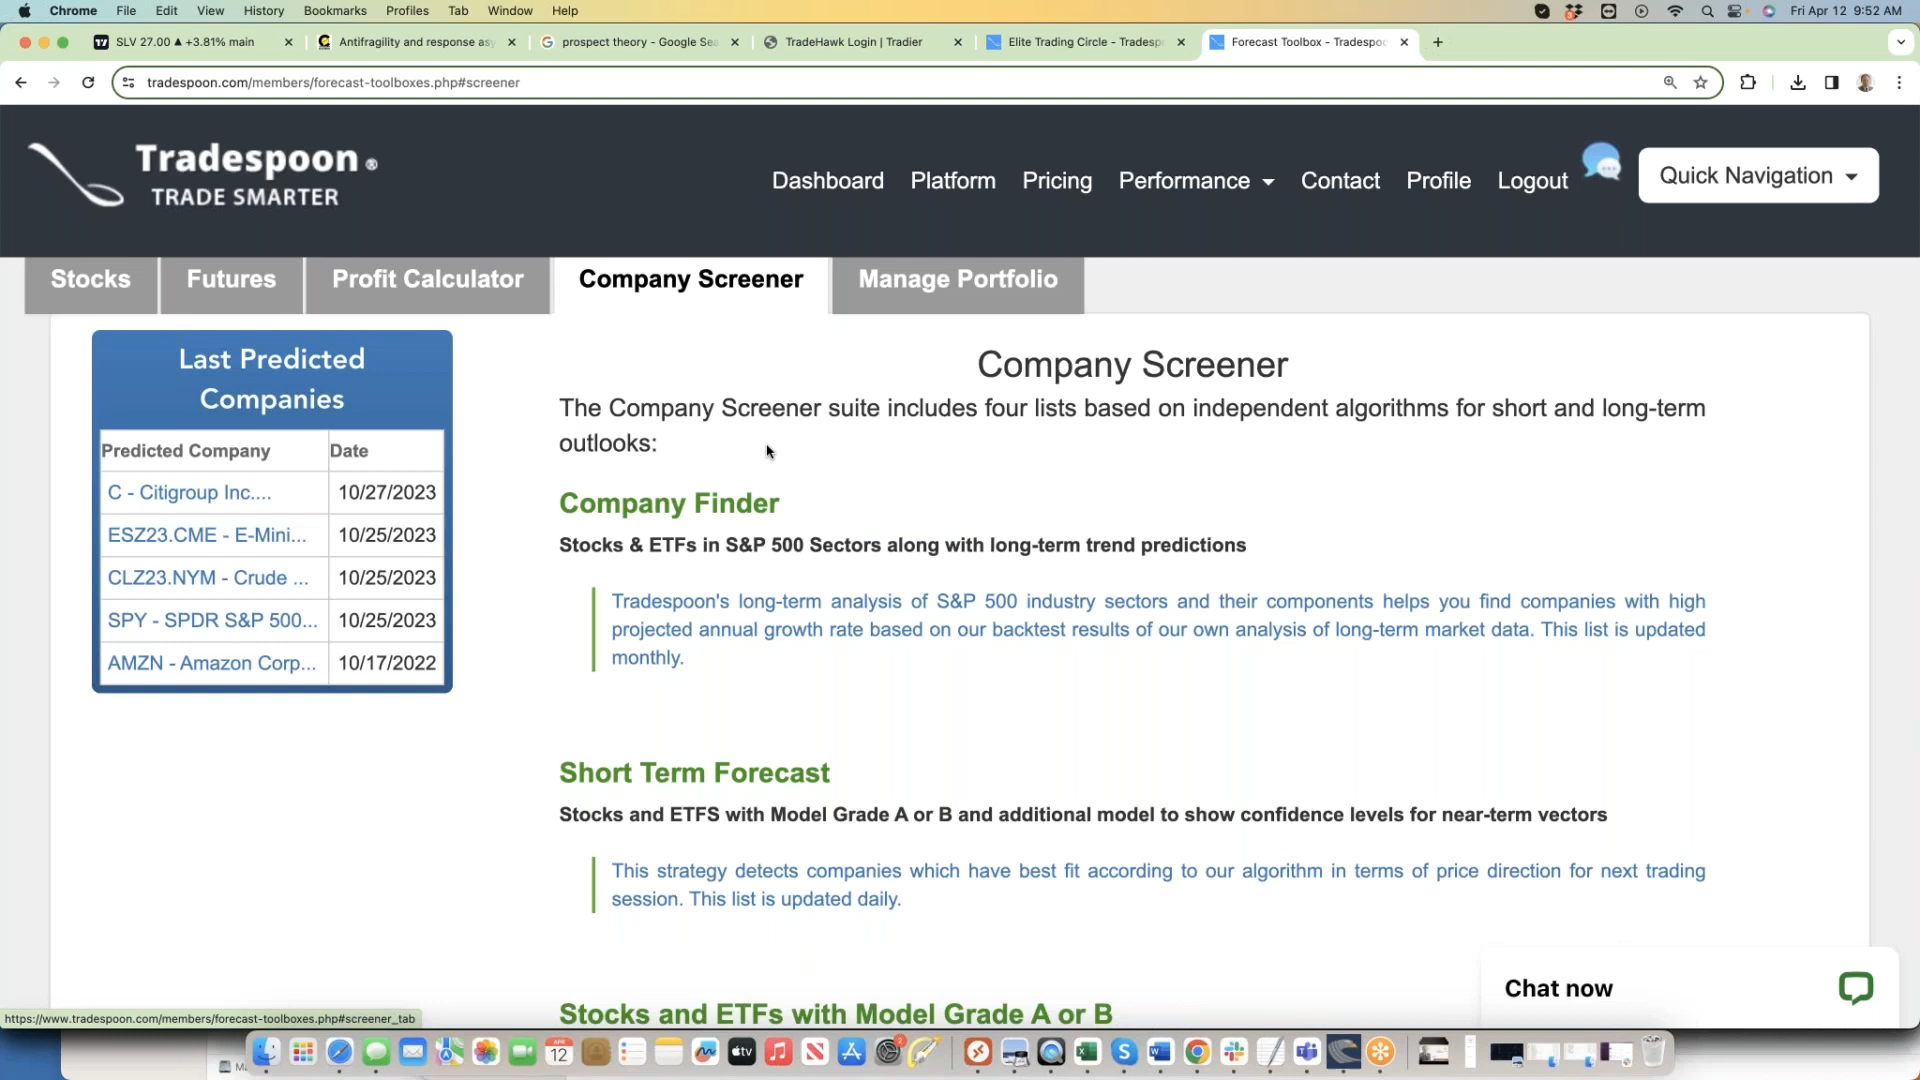 Chrome File Edit View History Bookmarks Profiles Tab Window Help Fri Apr 12 9:52 AM
SLV 27.00 ▲ +3.81% main
Antifragility and response asy
prospect theory - Google Sea
TradeHawk Login | Tradier
Elite Trading Circle - Tradesp
Forecast Toolbox - Tradespoo
tradespoon.com/members/forecast-toolboxes.php#screener
Tradespoon®
TRADE SMARTER
Dashboard Platform Pricing Performance Contact Profile Logout Quick Navigation
Stocks Futures Profit Calculator Company Screener Manage Portfolio
Last Predicted
Companies
Predicted Company Date
C - Citigroup Inc.... 10/27/2023
ESZ23.CME - E-Mini... 10/25/2023
CLZ23.NYM - Crude ... 10/25/2023
SPY - SPDR S&P 500... 10/25/2023
AMZN - Amazon Corp... 10/17/2022
Company Screener
The Company Screener suite includes four lists based on independent algorithms for short and long-term
outlooks:
Company Finder
Stocks & ETFs in S&P 500 Sectors along with long-term trend predictions
Tradespoon's long-term analysis of S&P 500 industry sectors and their components helps you find companies with high
projected annual growth rate based on our backtest results of our own analysis of long-term market data. This list is updated
monthly.
Short Term Forecast
Stocks and ETFS with Model Grade A or B and additional model to show confidence levels for near-term vectors
This strategy detects companies which have best fit according to our algorithm in terms of price direction for next trading
session. This list is updated daily.
Stocks and ETFs with Model Grade A or B
Chat now
https://www.tradespoon.com/members/forecast-toolboxes.php#screener_tab
APR
12
tv